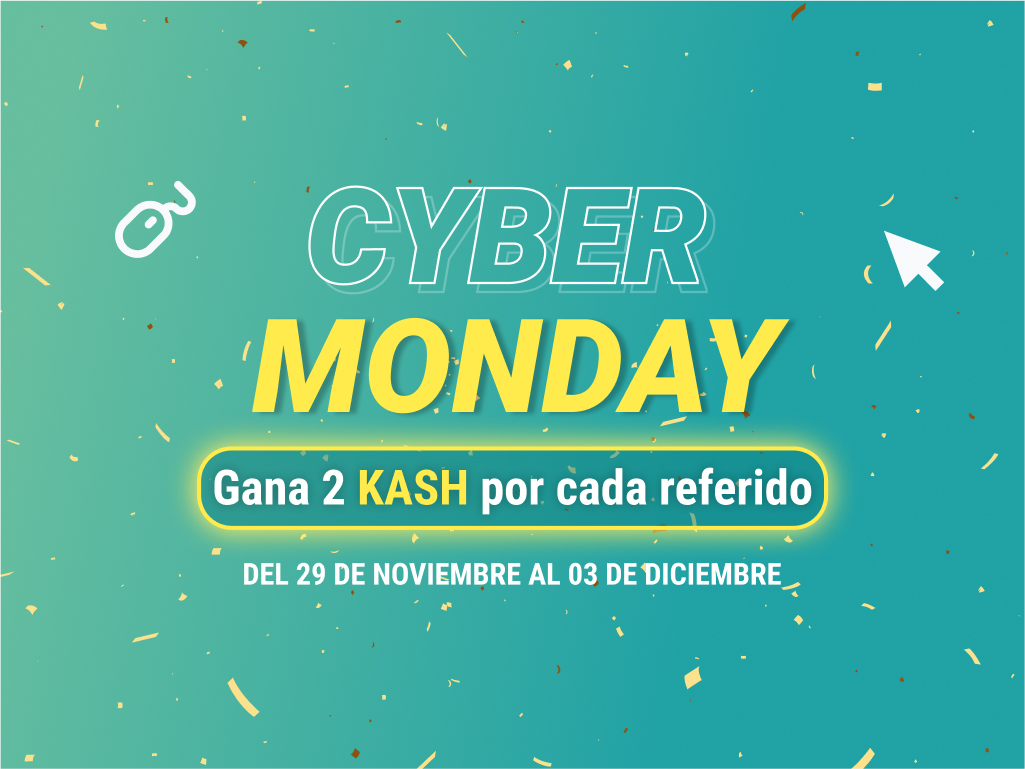 CYBER
MONDAY
Gana 2 KASH por cada referido
DEL 29 DE NOVIEMBRE AL 03 DE DICIEMBRE